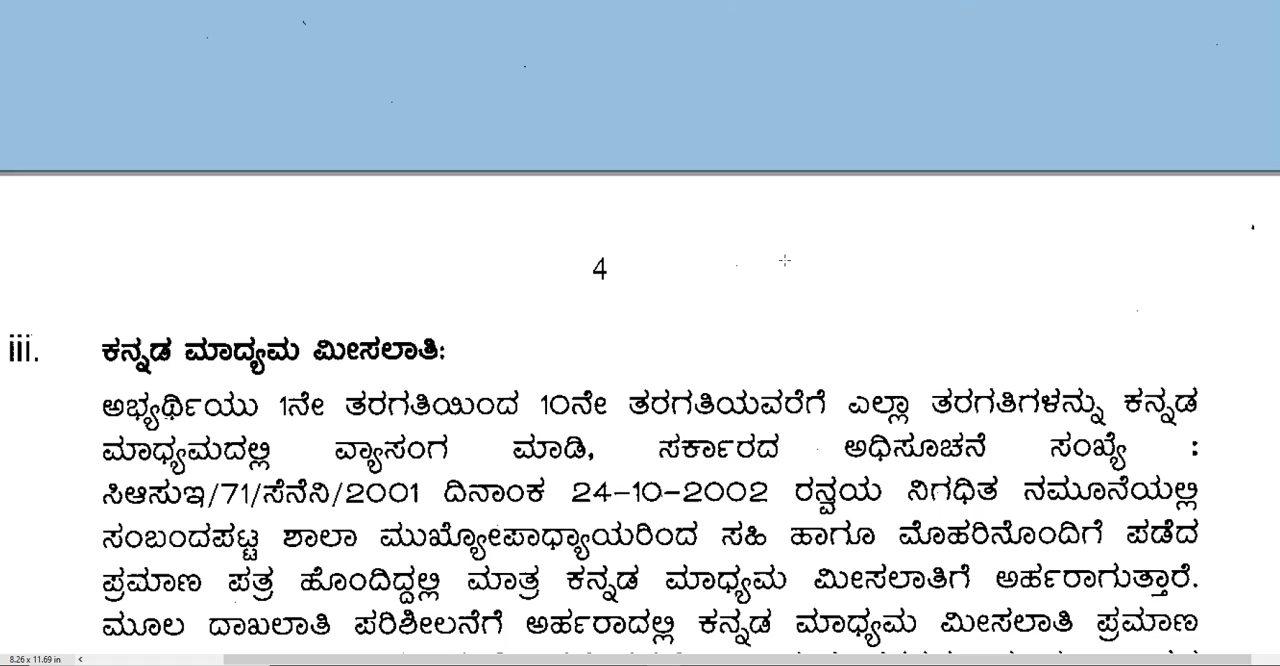 4
iii. ಕನ್ನಡ ಮಾದ್ಯಮ ಮೀಸಲಾತಿ:
ಅಭ್ಯರ್ಥಿಯು 1ನೇ ತರಗತಿಯಿಂದ 10ನೇ ತರಗತಿಯವರೆಗೆ ಎಲ್ಲಾ ತರಗತಿಗಳನ್ನು ಕನ್ನಡ
ಮಾಧ್ಯಮದಲ್ಲಿ ವ್ಯಾಸಂಗ ಮಾಡಿ, ಸರ್ಕಾರದ ಅಧಿಸೂಚನೆ ಸಂಖ್ಯೆ :
ಸಿಆಸುಇ/71/ಸೆನೆನಿ/2001 ದಿನಾಂಕ 24-10-2002 ರನ್ವಯ ನಿಗಧಿತ ನಮೂನೆಯಲ್ಲಿ
ಸಂಬಂದಪಟ್ಟ ಶಾಲಾ ಮುಖ್ಯೋಪಾಧ್ಯಾಯರಿಂದ ಸಹಿ ಹಾಗೂ ಮೊಹರಿನೊಂದಿಗೆ ಪಡೆದ
ಪ್ರಮಾಣ ಪತ್ರ ಹೊಂದಿದ್ದಲ್ಲಿ ಮಾತ್ರ ಕನ್ನಡ ಮಾಧ್ಯಮ ಮೀಸಲಾತಿಗೆ ಅರ್ಹರಾಗುತ್ತಾರೆ.
ಮೂಲ ದಾಖಲಾತಿ ಪರಿಶೀಲನೆಗೆ ಅರ್ಹರಾದಲ್ಲಿ ಕನ್ನಡ ಮಾಧ್ಯಮ ಮೀಸಲಾತಿ ಪ್ರಮಾಣ
8.26 x 11.69 in